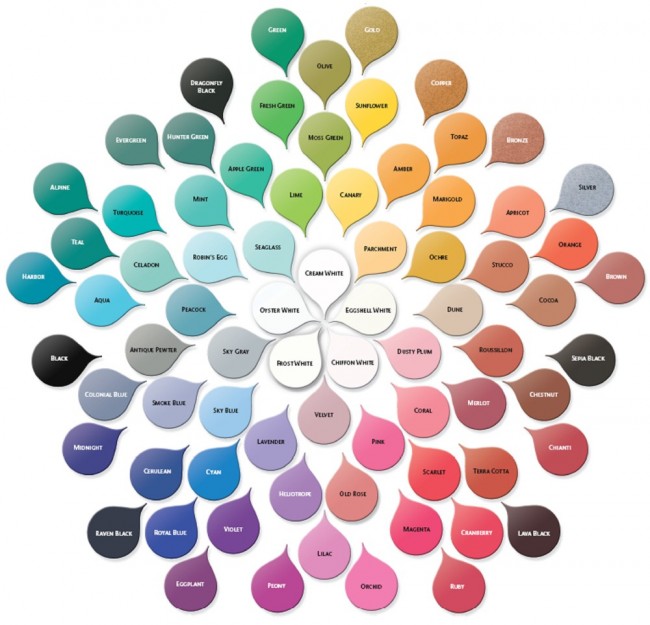 GREEN
GOLD
OLIVE
DRAGONFLY
BLACK
COPPER
FRESH GREEN
SUNFLOWER
EVERGREEN
HUNTER GREEN
MOSS GREEN
TOPAZ
BRONZE
APPLE GREEN
AMBER
ALPINE
MINT
LIME
CANARY
MARIGOLD
SILVER
TURQUOISE
APRICOT
TEAL
ROBIN'S EGG
SEAGLASS
PARCHMENT
OCHRE
ORANGE
CELADON
STUCCO
HARBOR
CREAM WHITE
BROWN
AQUA
PEACOCK
OYSTER WHITE
EGGSHELL WHITE
DUNE
COCOA
BLACK
ANTIQUE PEWTER
SKY GRAY
FROST WHITE
CHIFFON WHITE
DUSTY PLUM
ROUSSILLON
SEPIA BLACK
COLONIAL BLUE
SMOKE BLUE
SKY BLUE
VELVET
CORAL
MERLOT
CHESTNUT
MIDNIGHT
LAVENDER
PINK
CHIANTI
CERULEAN
CYAN
SCARLET
TERRA COTTA
HELIOTROPE
OLD ROSE
RAVEN BLACK
ROYAL BLUE
VIOLET
MAGENTA
CRANBERRY
LAVA BLACK
LILAC
EGGPLANT
PEONY
ORCHID
RUBY